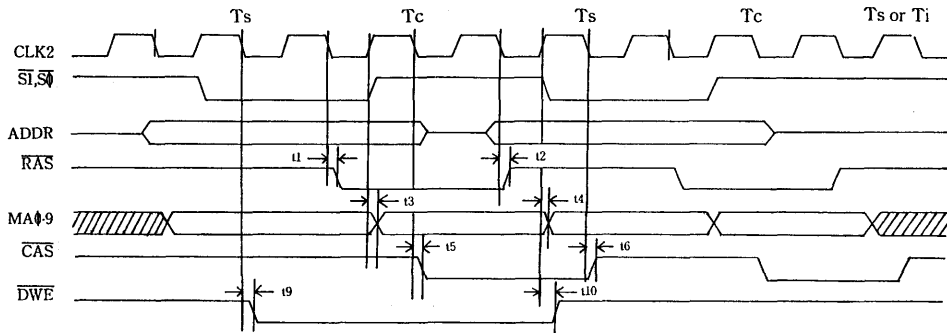 Ts Tc Ts Tc Ts or Ti
CLK2
S1,S0
ADDR
RAS
t1 t2
t3 t4
MA0-9
CAS
t5 t6
DWE
t9 t10